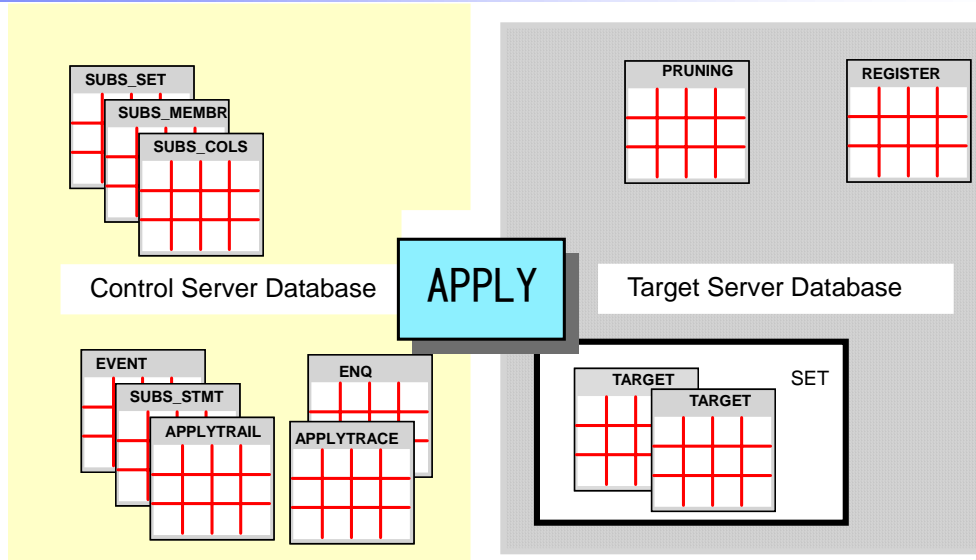 SUBS_SET
SUBS_MEMBR
SUBS_COLS
PRUNING
REGISTER
Control Server Database
APPLY
Target Server Database
EVENT
SUBS_STMT
APPLYTRAIL
ENQ
APPLYTRACE
TARGET
TARGET
SET